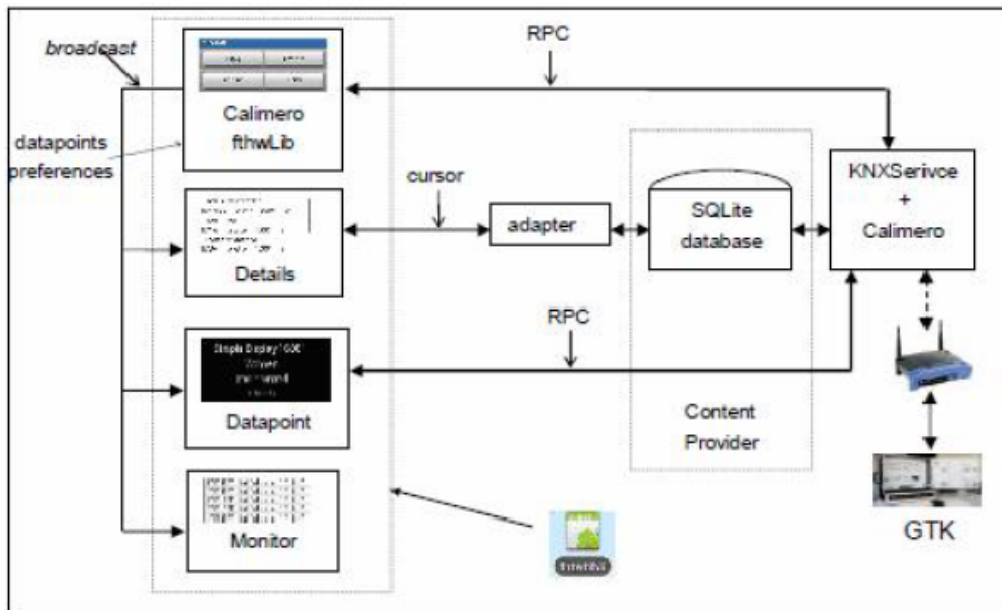 broadcast
RPC
Calimero
fthwLib
datapoints
preferences
cursor
KNXSerivce
+
Calimero
adapter
SQLite
database
Details
RPC
Simple Display
Datapoint
Content
Provider
Monitor
GTK